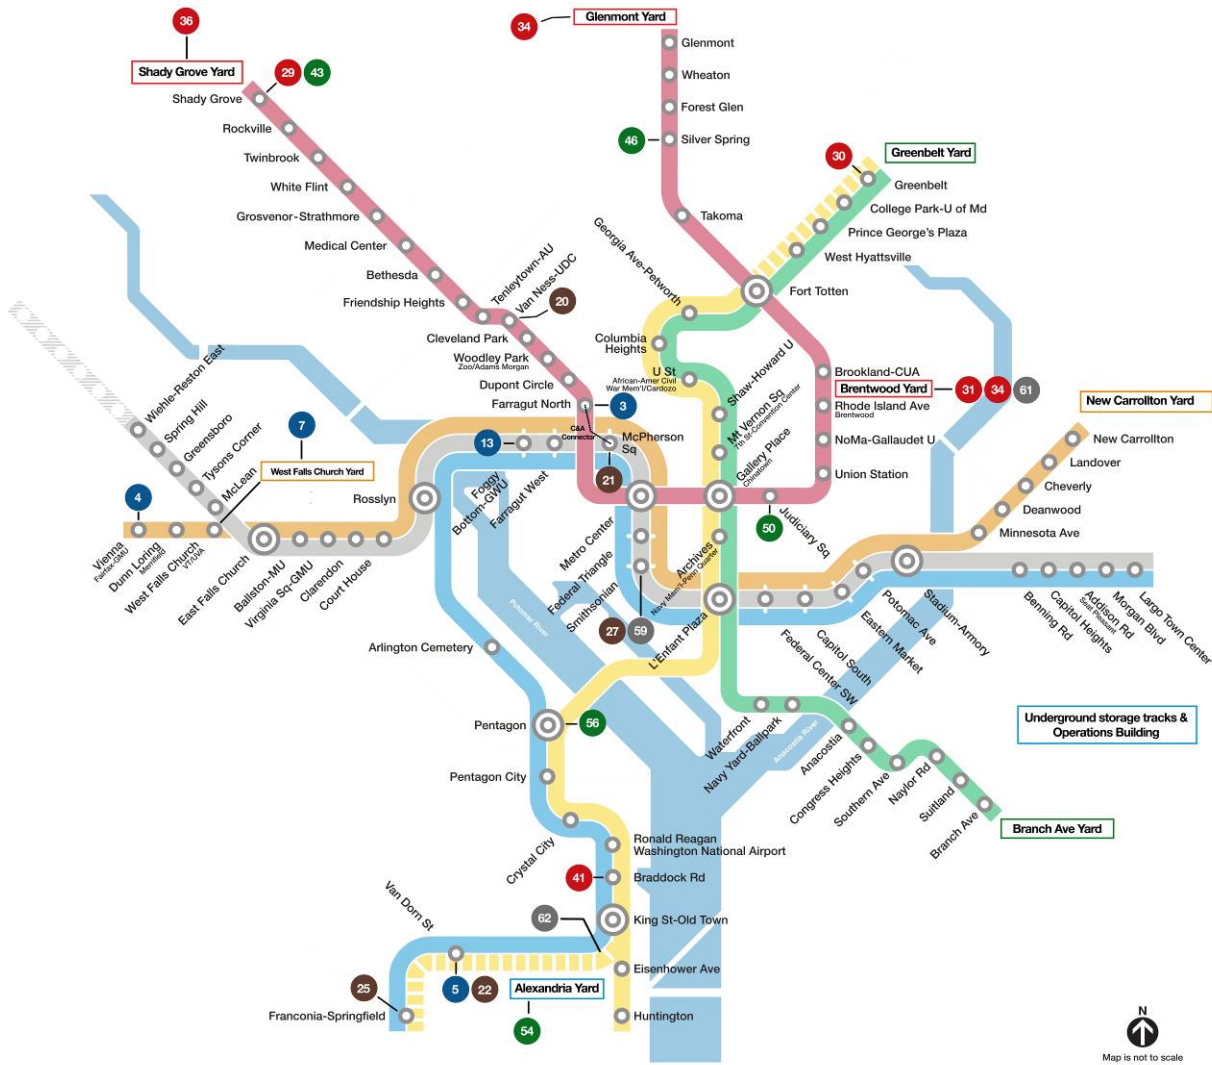 36
34
Glenmont Yard
Shady Grove Yard
29
43
Shady Grove
Rockville
Twinbrook
White Flint
Grosvenor-Strathmore
Medical Center
Bethesda
Friendship Heights
Tenleytown-AU
Van Ness-UDC
20
Cleveland Park
Woodley Park
Zoo/Adams Morgan
Dupont Circle
Farragut North
3
C&A
Connector
Glenmont
Wheaton
Forest Glen
46
Silver Spring
Takoma
30
Greenbelt Yard
Greenbelt
College Park-U of Md
Prince George's Plaza
West Hyattsville
Fort Totten
Georgia Ave-Petworth
Columbia
Heights
U St
African-Amer Civil
War Mem'l/Cardozo
Shaw-Howard U
Mt Vernon Sq
7th St-Convention Center
Gallery Place
Chinatown
Brookland-CUA
Brentwood Yard
31
34
61
Rhode Island Ave
Brentwood
NoMa-Gallaudet U
Union Station
Judiciary Sq
50
New Carrollton Yard
New Carrollton
Landover
Cheverly
Deanwood
Minnesota Ave
Wiehle-Reston East
Spring Hill
Greensboro
Tysons Corner
McLean
7
West Falls Church Yard
4
Vienna
Fairfax-GMU
Dunn Loring
Merrifield
West Falls Church
VT/UVA
East Falls Church
Ballston-MU
Virginia Sq-GMU
Clarendon
Court House
Rosslyn
13
Foggy
Bottom-GWU
Farragut West
McPherson
Sq
21
Metro Center
Federal Triangle
Smithsonian
27
59
Archives
Navy Mem'l-Penn Quarter
L'Enfant Plaza
Federal Center SW
Capitol South
Eastern Market
Potomac Ave
Stadium-Armory
Benning Rd
Capitol Heights
Addison Rd
Seat Pleasant
Morgan Blvd
Largo Town Center
Potomac River
Arlington Cemetery
Pentagon
56
Pentagon City
Crystal City
Ronald Reagan
Washington National Airport
41
Braddock Rd
King St-Old Town
62
Van Dorn St
Eisenhower Ave
5
22
Alexandria Yard
54
25
Franconia-Springfield
Huntington
Waterfront
Navy Yard-Ballpark
Anacostia River
Anacostia
Congress Heights
Southern Ave
Naylor Rd
Suitland
Branch Ave
Branch Ave Yard
Underground storage tracks &
Operations Building
N
Map is not to scale